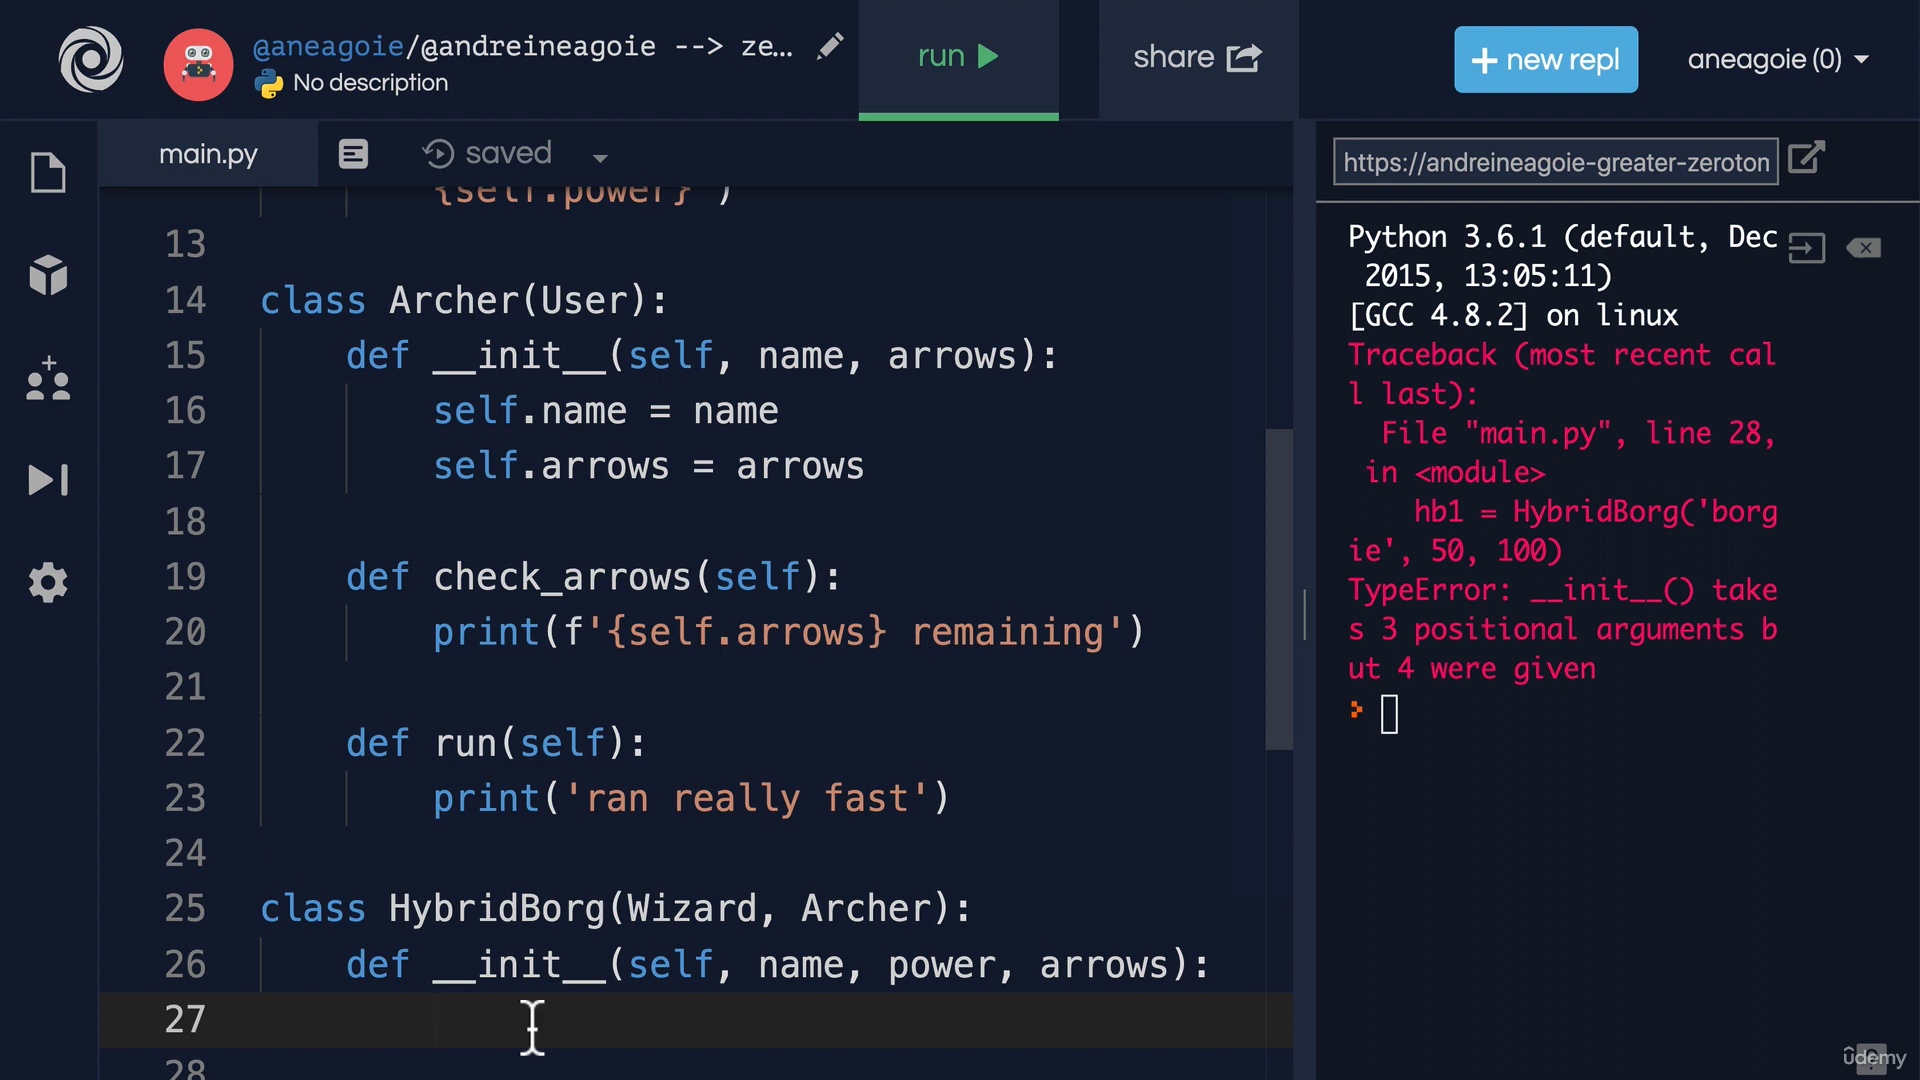 @aneagoie/@andreineagoie --> ze...
No description
run
share
+ new repl
aneagoie (0)
main.py
saved
https://andreineagoie-greater-zeroton
{self.power}')
13
14 class Archer(User):
15 def __init__(self, name, arrows):
16 self.name = name
17 self.arrows = arrows
18
19 def check_arrows(self):
20 print(f'{self.arrows} remaining')
21
22 def run(self):
23 print('ran really fast')
24
25 class HybridBorg(Wizard, Archer):
26 def __init__(self, name, power, arrows):
27
28
Python 3.6.1 (default, Dec
2015, 13:05:11)
[GCC 4.8.2] on linux
Traceback (most recent cal
l last):
File "main.py", line 28,
in <module>
hb1 = HybridBorg('borg
ie', 50, 100)
TypeError: __init__() take
s 3 positional arguments b
ut 4 were given
udemy